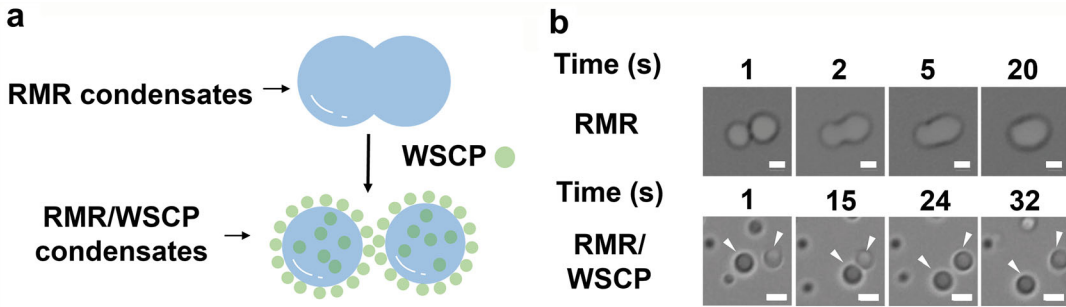 a
RMR condensates
WSCP
RMR/WSCP
condensates
b
Time (s) 1 2 5 20
RMR
Time (s) 1 15 24 32
RMR/
WSCP